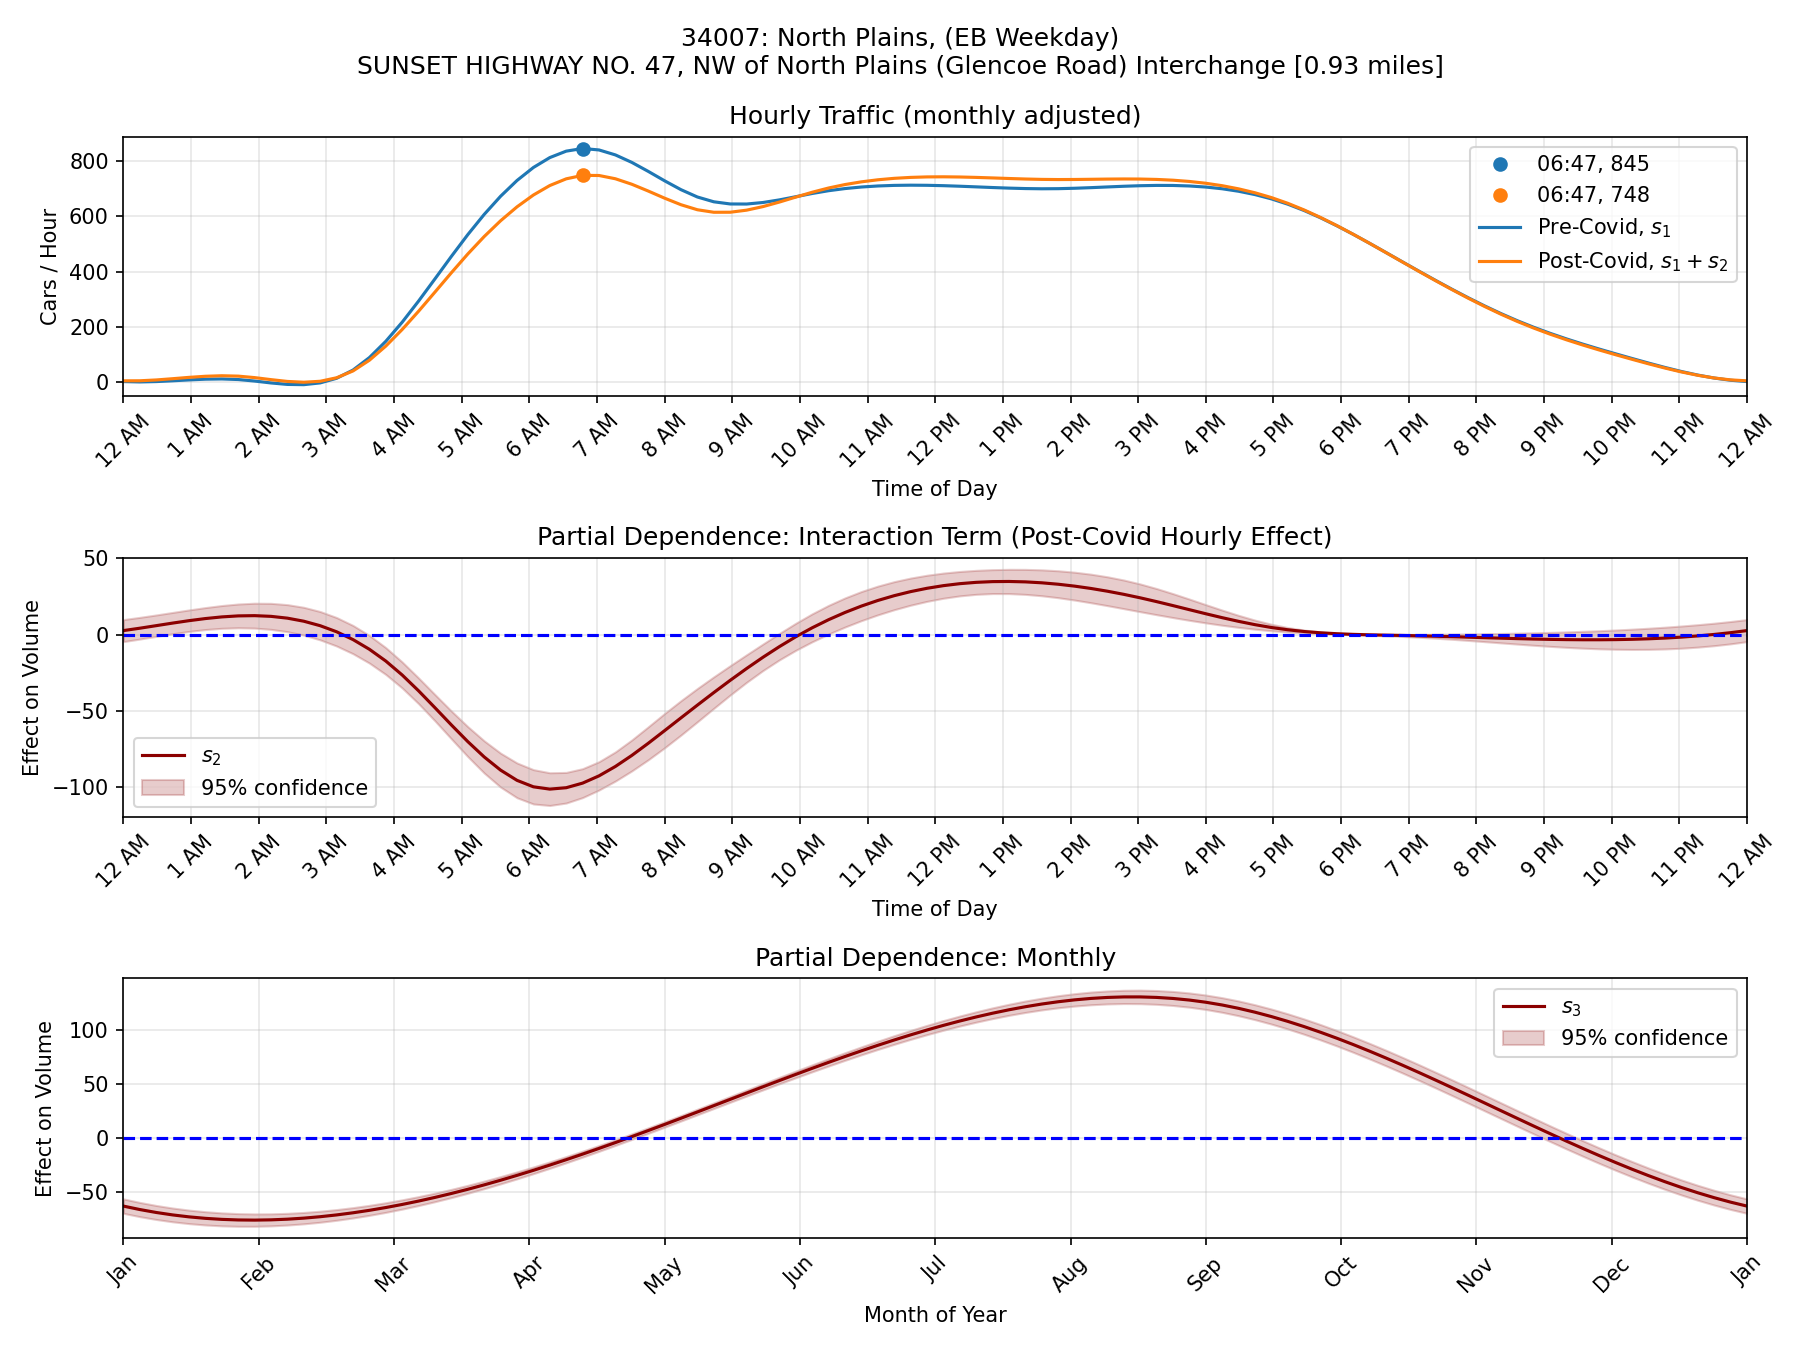 34007: North Plains, (EB Weekday)
SUNSET HIGHWAY NO. 47, NW of North Plains (Glencoe Road) Interchange [0.93 miles]
Hourly Traffic (monthly adjusted)
Cars / Hour
800
600
400
200
0
06:47, 845
06:47, 748
Pre-Covid, s₁
Post-Covid, s₁ + s₂
12 AM 1 AM 2 AM 3 AM 4 AM 5 AM 6 AM 7 AM 8 AM 9 AM 10 AM 11 AM 12 PM 1 PM 2 PM 3 PM 4 PM 5 PM 6 PM 7 PM 8 PM 9 PM 10 PM 11 PM 12 AM
Time of Day
Partial Dependence: Interaction Term (Post-Covid Hourly Effect)
Effect on Volume
50
0
−50
−100
s₂
95% confidence
12 AM 1 AM 2 AM 3 AM 4 AM 5 AM 6 AM 7 AM 8 AM 9 AM 10 AM 11 AM 12 PM 1 PM 2 PM 3 PM 4 PM 5 PM 6 PM 7 PM 8 PM 9 PM 10 PM 11 PM 12 AM
Time of Day
Partial Dependence: Monthly
Effect on Volume
100
50
0
−50
s₃
95% confidence
Jan Feb Mar Apr May Jun Jul Aug Sep Oct Nov Dec Jan
Month of Year